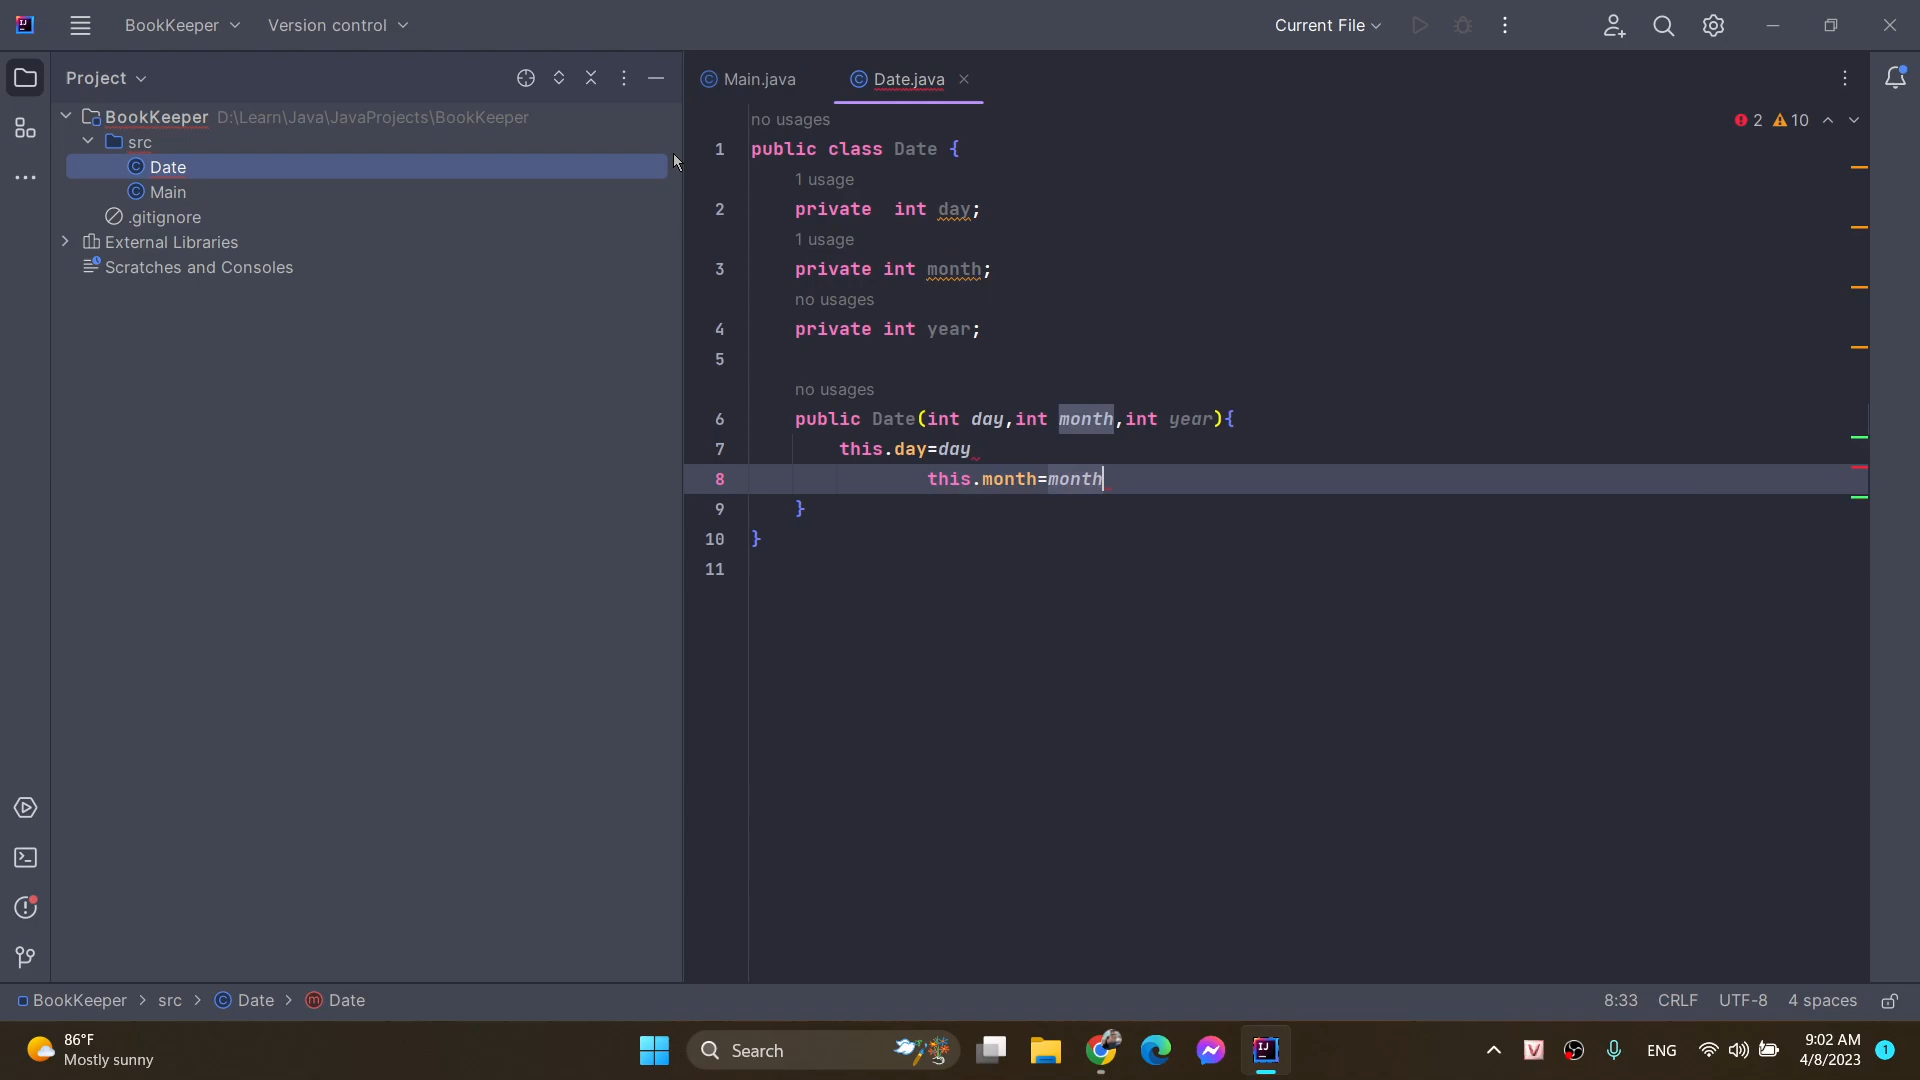 BookKeeper
Version control
Current File
Project
Main.java
Date.java
BookKeeper D:\Learn\Java\JavaProjects\BookKeeper
src
Date
Main
.gitignore
External Libraries
Scratches and Consoles
no usages
2 10
1 public class Date {
1 usage
2 private  int day;
1 usage
3 private int month;
no usages
4 private int year;
5
no usages
6 public Date(int day,int month,int year){
7 this.day=day
8 this.month=month
9 }
10 }
11
BookKeeper > src > Date > Date
8:33 CRLF UTF-8 4 spaces
86°F
Mostly sunny
Search
ENG
9:02 AM
4/8/2023
1